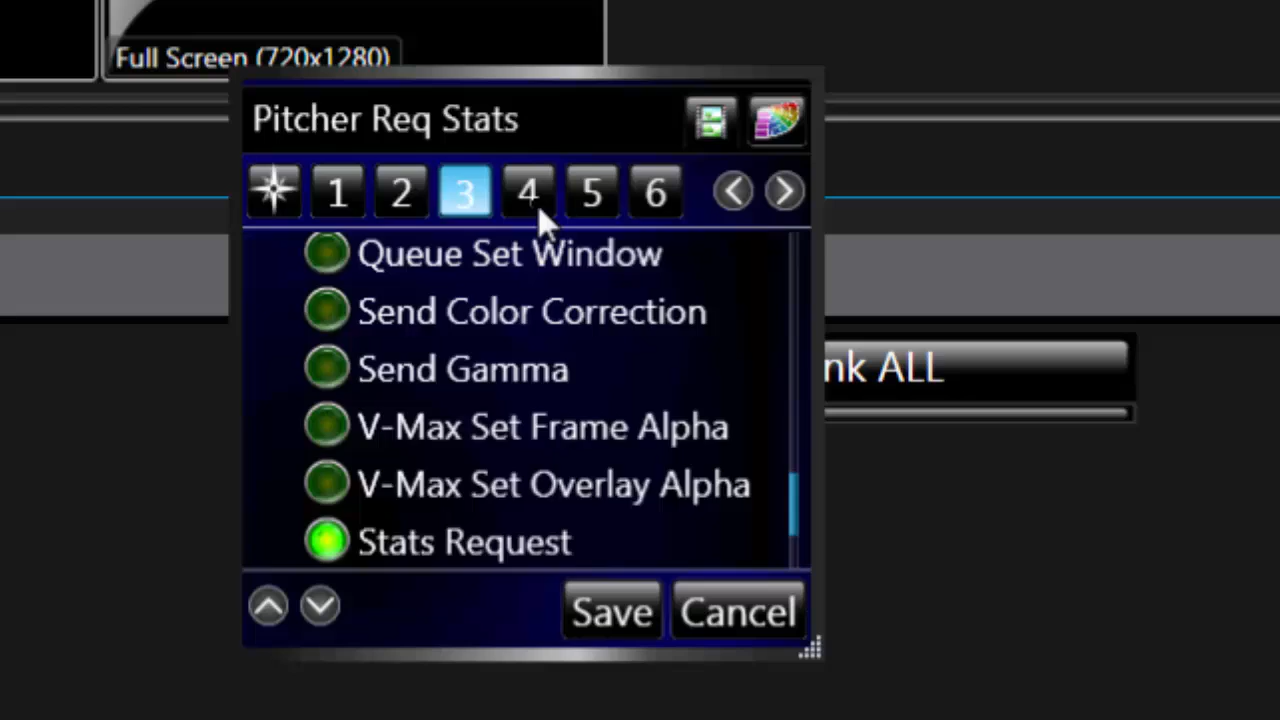 Full Screen (720x1280)
Pitcher Req Stats
1 2 3 4 5 6
Queue Set Window
Send Color Correction
Send Gamma
nk ALL
V-Max Set Frame Alpha
V-Max Set Overlay Alpha
Stats Request
Save Cancel